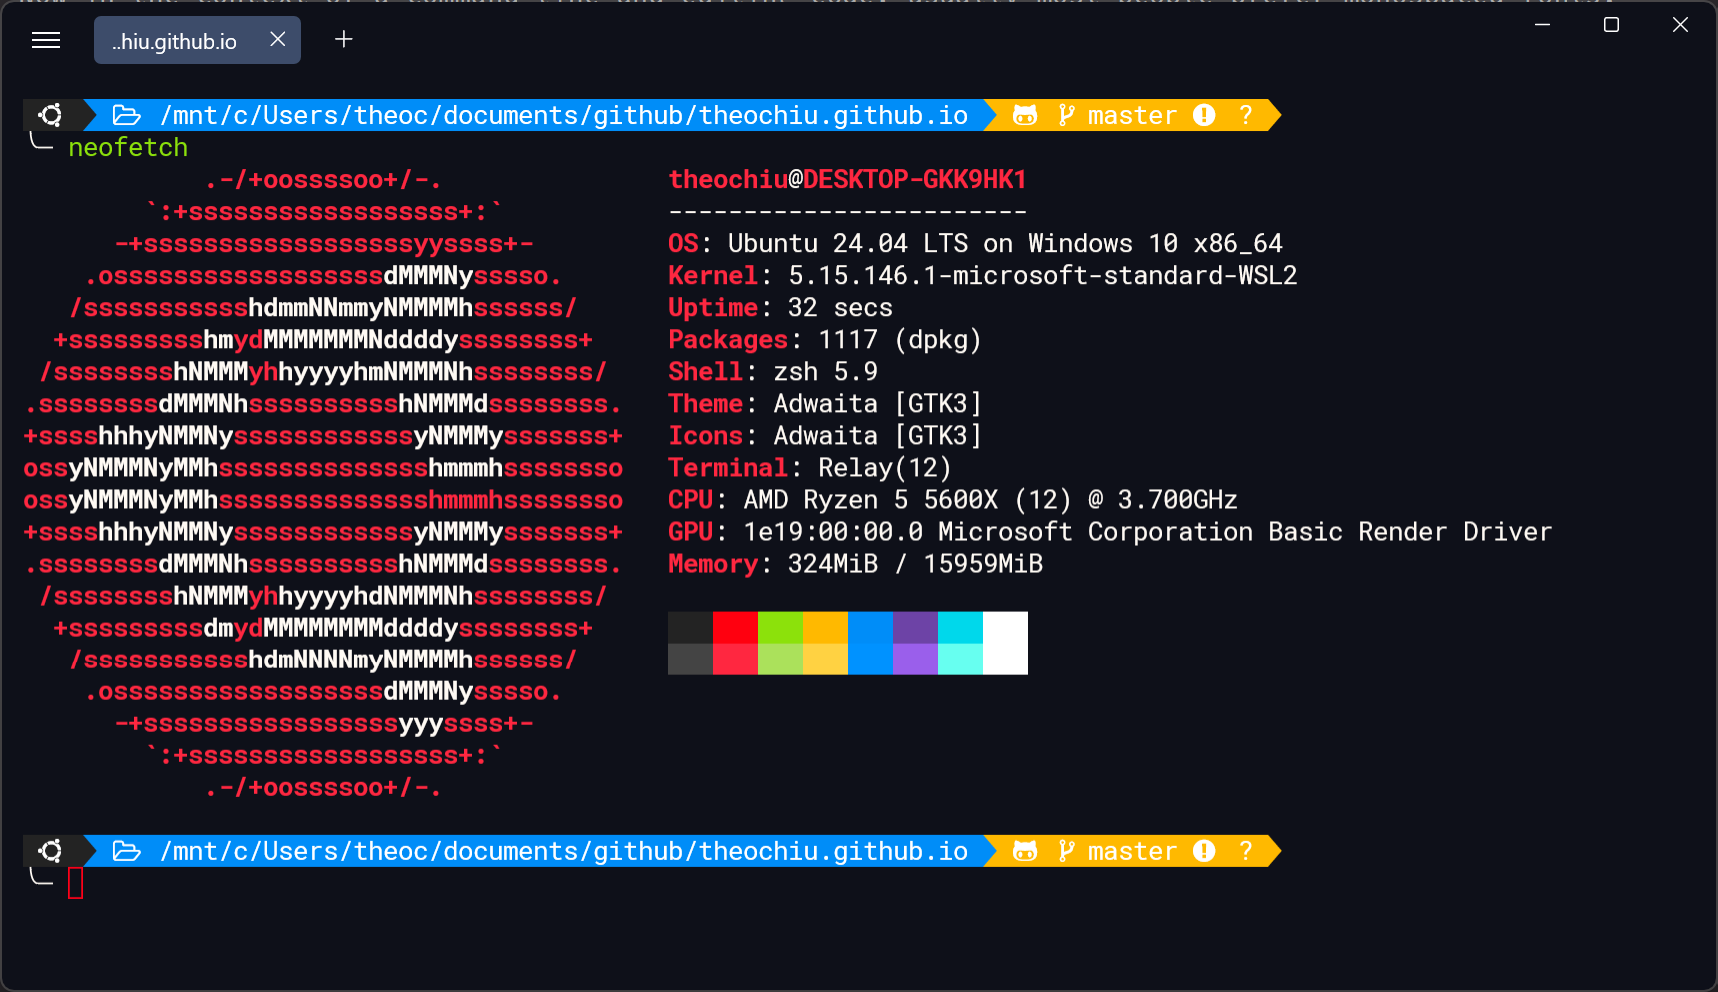 ..hiu.github.io
/mnt/c/Users/theoc/documents/github/theochiu.github.io master ?
neofetch
.-/+oossssoo+/-.
`:+ssssssssssssssssss+:`
-+ssssssssssssssssssyyssss+-
.ossssssssssssssssssdMMMNysssso.
/ssssssssssshdmmNNmmyNMMMMhssssss/
+ssssssssshmydMMMMMMMNddddyssssssss+
/sssssssshNMMMyhhyyyyhmNMMMNhssssssss/
.ssssssssdMMMNhsssssssssshNMMMdssssssss.
+sssshhhyNMMNyssssssssssssyNMMMysssssss+
ossyNMMMNyMMhsssssssssssssshmmmhssssssso
ossyNMMMNyMMhsssssssssssssshmmmhssssssso
+sssshhhyNMMNyssssssssssssyNMMMysssssss+
.ssssssssdMMMNhsssssssssshNMMMdssssssss.
/sssssssshNMMMyhhyyyyhdNMMMNhssssssss/
+sssssssssdmydMMMMMMMMddddyssssssss+
/ssssssssssshdmNNNNmyNMMMMhssssss/
.ossssssssssssssssssdMMMNysssso.
-+sssssssssssssssssyyyssss+-
`:+ssssssssssssssssss+:`
.-/+oossssoo+/-.
theochiu@DESKTOP-GKK9HK1
------------------------
OS: Ubuntu 24.04 LTS on Windows 10 x86_64
Kernel: 5.15.146.1-microsoft-standard-WSL2
Uptime: 32 secs
Packages: 1117 (dpkg)
Shell: zsh 5.9
Theme: Adwaita [GTK3]
Icons: Adwaita [GTK3]
Terminal: Relay(12)
CPU: AMD Ryzen 5 5600X (12) @ 3.700GHz
GPU: 1e19:00:00.0 Microsoft Corporation Basic Render Driver
Memory: 324MiB / 15959MiB
/mnt/c/Users/theoc/documents/github/theochiu.github.io master ?